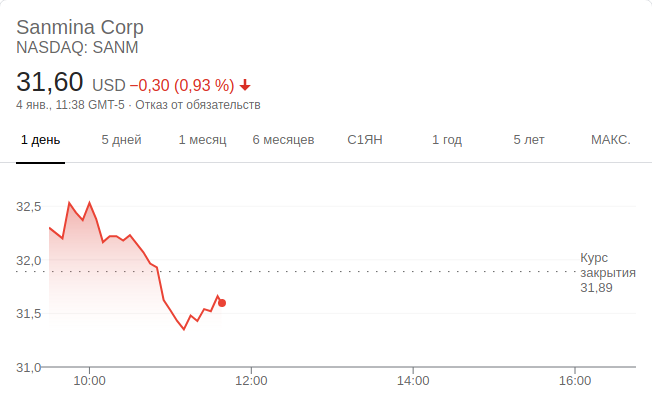 Sanmina Corp
NASDAQ: SANM
31,60 USD −0,30 (0,93 %)
4 янв., 11:38 GMT-5 · Отказ от обязательств
1 день 5 дней 1 месяц 6 месяцев С1ЯН 1 год 5 лет МАКС.
32,5
32,0
Курс
закрытия
31,89
31,5
31,0
10:00 12:00 14:00 16:00